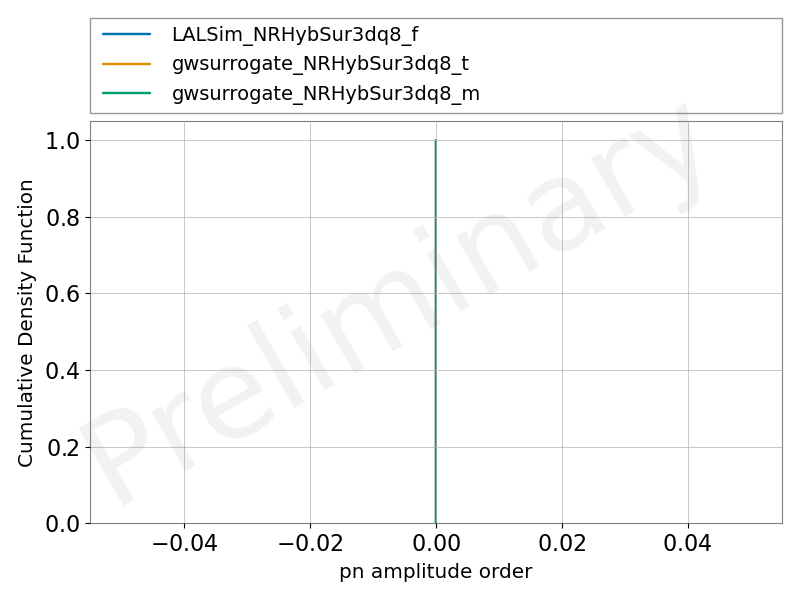 LALSim_NRHybSur3dq8_f
gwsurrogate_NRHybSur3dq8_t
gwsurrogate_NRHybSur3dq8_m
Preliminary
Cumulative Density Function
1.0
0.8
0.6
0.4
0.2
0.0
−0.04 −0.02 0.00 0.02 0.04
pn amplitude order